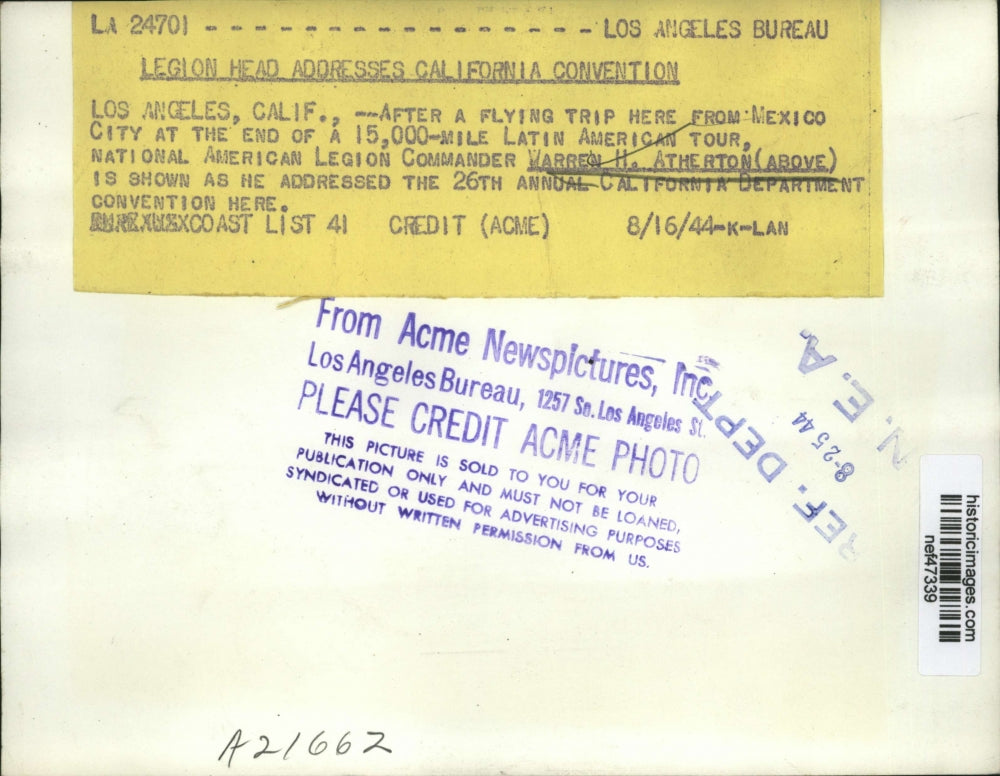 LA 24701 - - - - - - - - - - - - - - - - LOS ANGELES BUREAU
LEGION HEAD ADDRESSES CALIFORNIA CONVENTION
LOS ANGELES, CALIF., --AFTER A FLYING TRIP HERE FROM MEXICO
CITY AT THE END OF A 15,000-MILE LATIN AMERICAN TOUR,
NATIONAL AMERICAN LEGION COMMANDER WARREN H. ATHERTON (ABOVE)
IS SHOWN AS HE ADDRESSED THE 26TH ANNUAL CALIFORNIA DEPARTMENT
CONVENTION HERE.
COAST LIST 41 CREDIT (ACME) 8/16/44-K-LAN
From Acme Newspictures, Inc.
Los Angeles Bureau, 1257 So. Los Angeles St.
PLEASE CREDIT ACME PHOTO
THIS PICTURE IS SOLD TO YOU FOR YOUR
PUBLICATION ONLY AND MUST NOT BE LOANED,
SYNDICATED OR USED FOR ADVERTISING PURPOSES
WITHOUT WRITTEN PERMISSION FROM US.
REF. DEPT.
8-25 44
N. E. A.
historicimages.com
nef47339
A21662